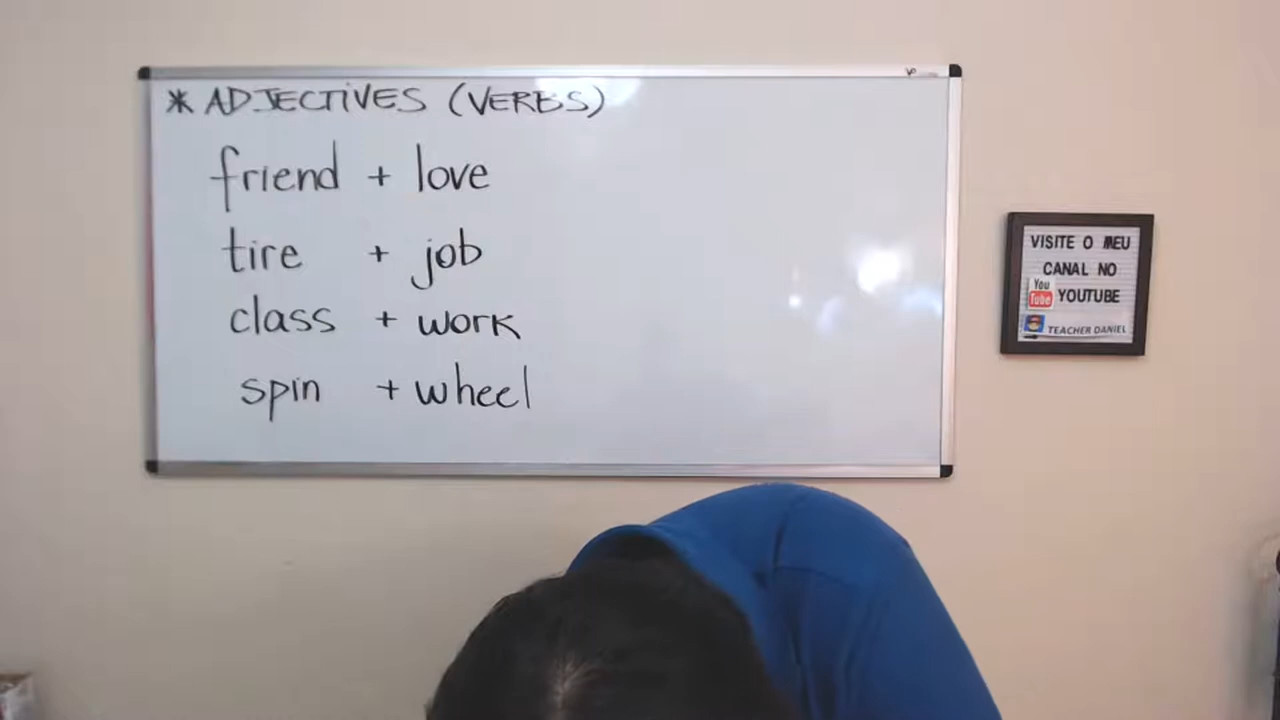 * ADJECTIVES (VERBS)
friend + love
tire + job
class + work
spin + wheel
VISITE O MEU
CANAL NO
You Tube YOUTUBE
TEACHER DANIEL